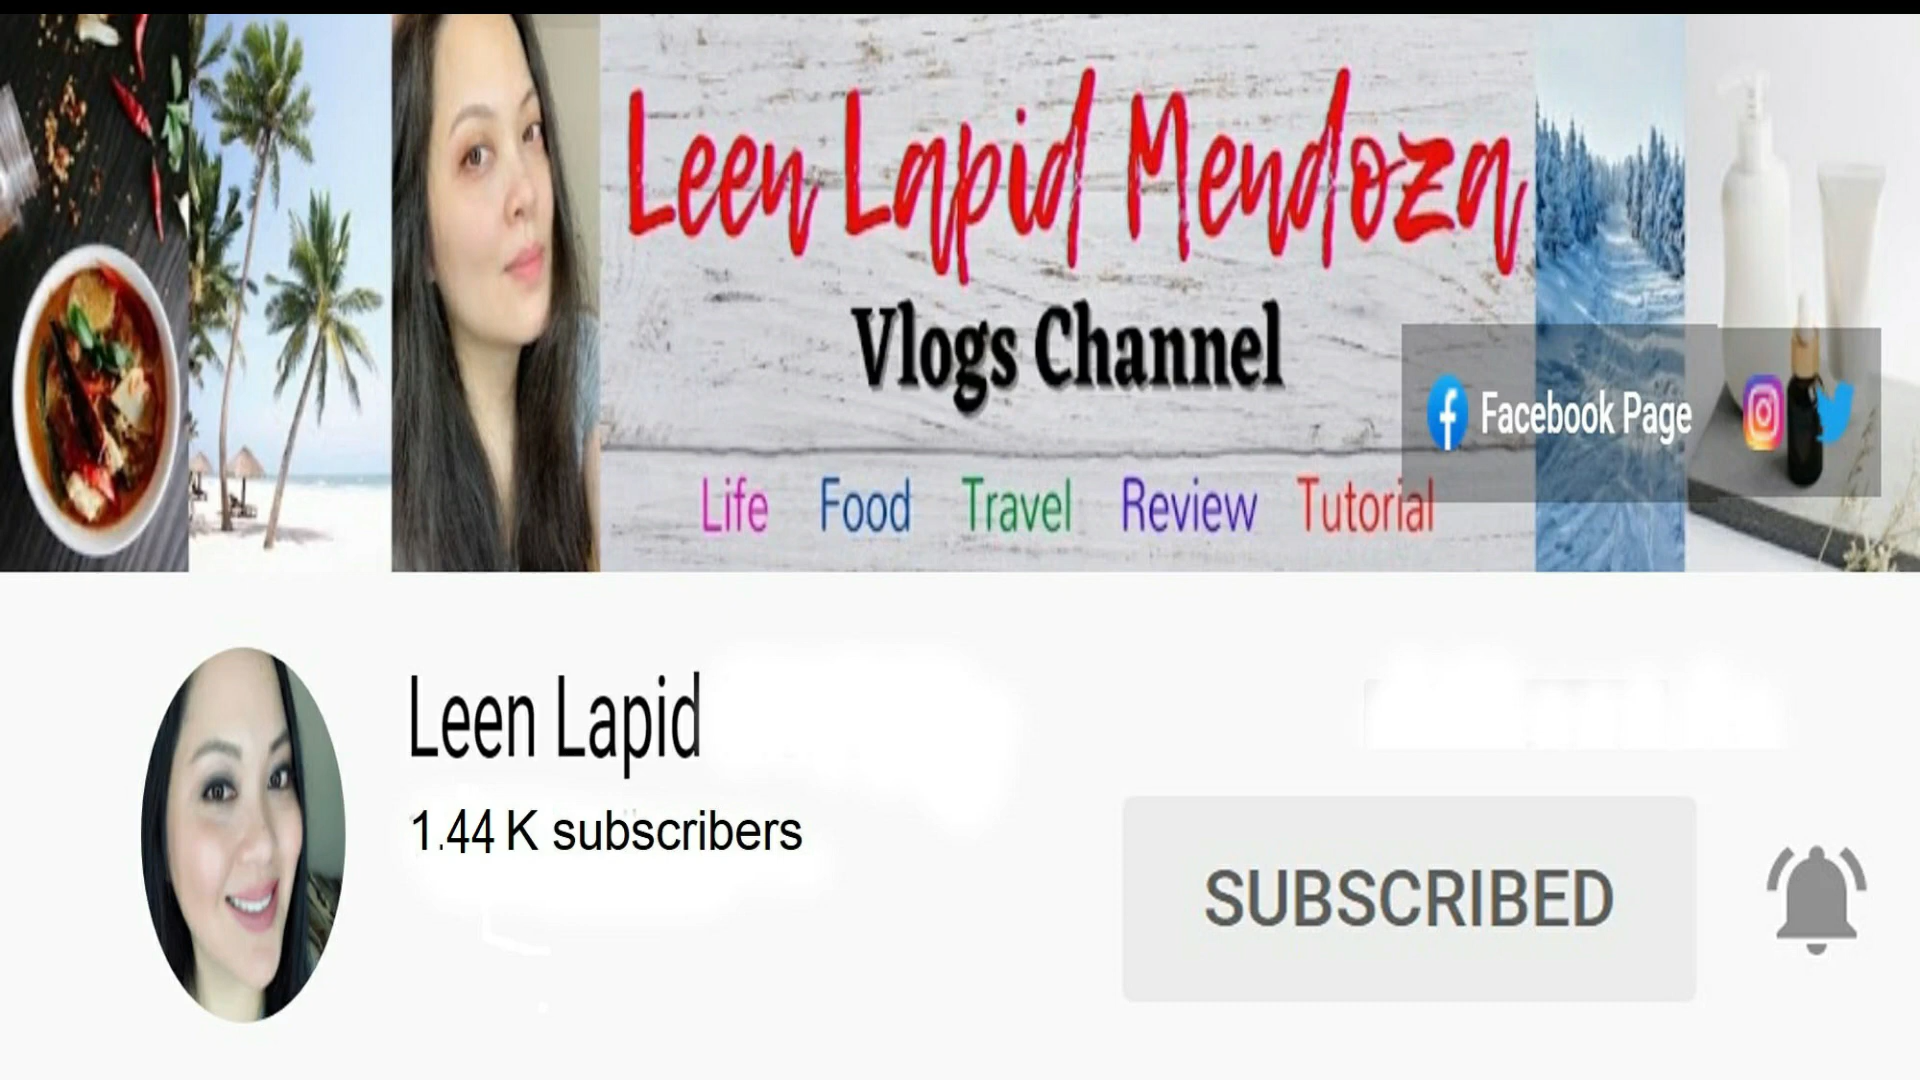 Leen Lapid Mendoza
Vlogs Channel
Facebook Page
Life Food Travel Review Tutorial
Leen Lapid
1.44 K subscribers
SUBSCRIBED